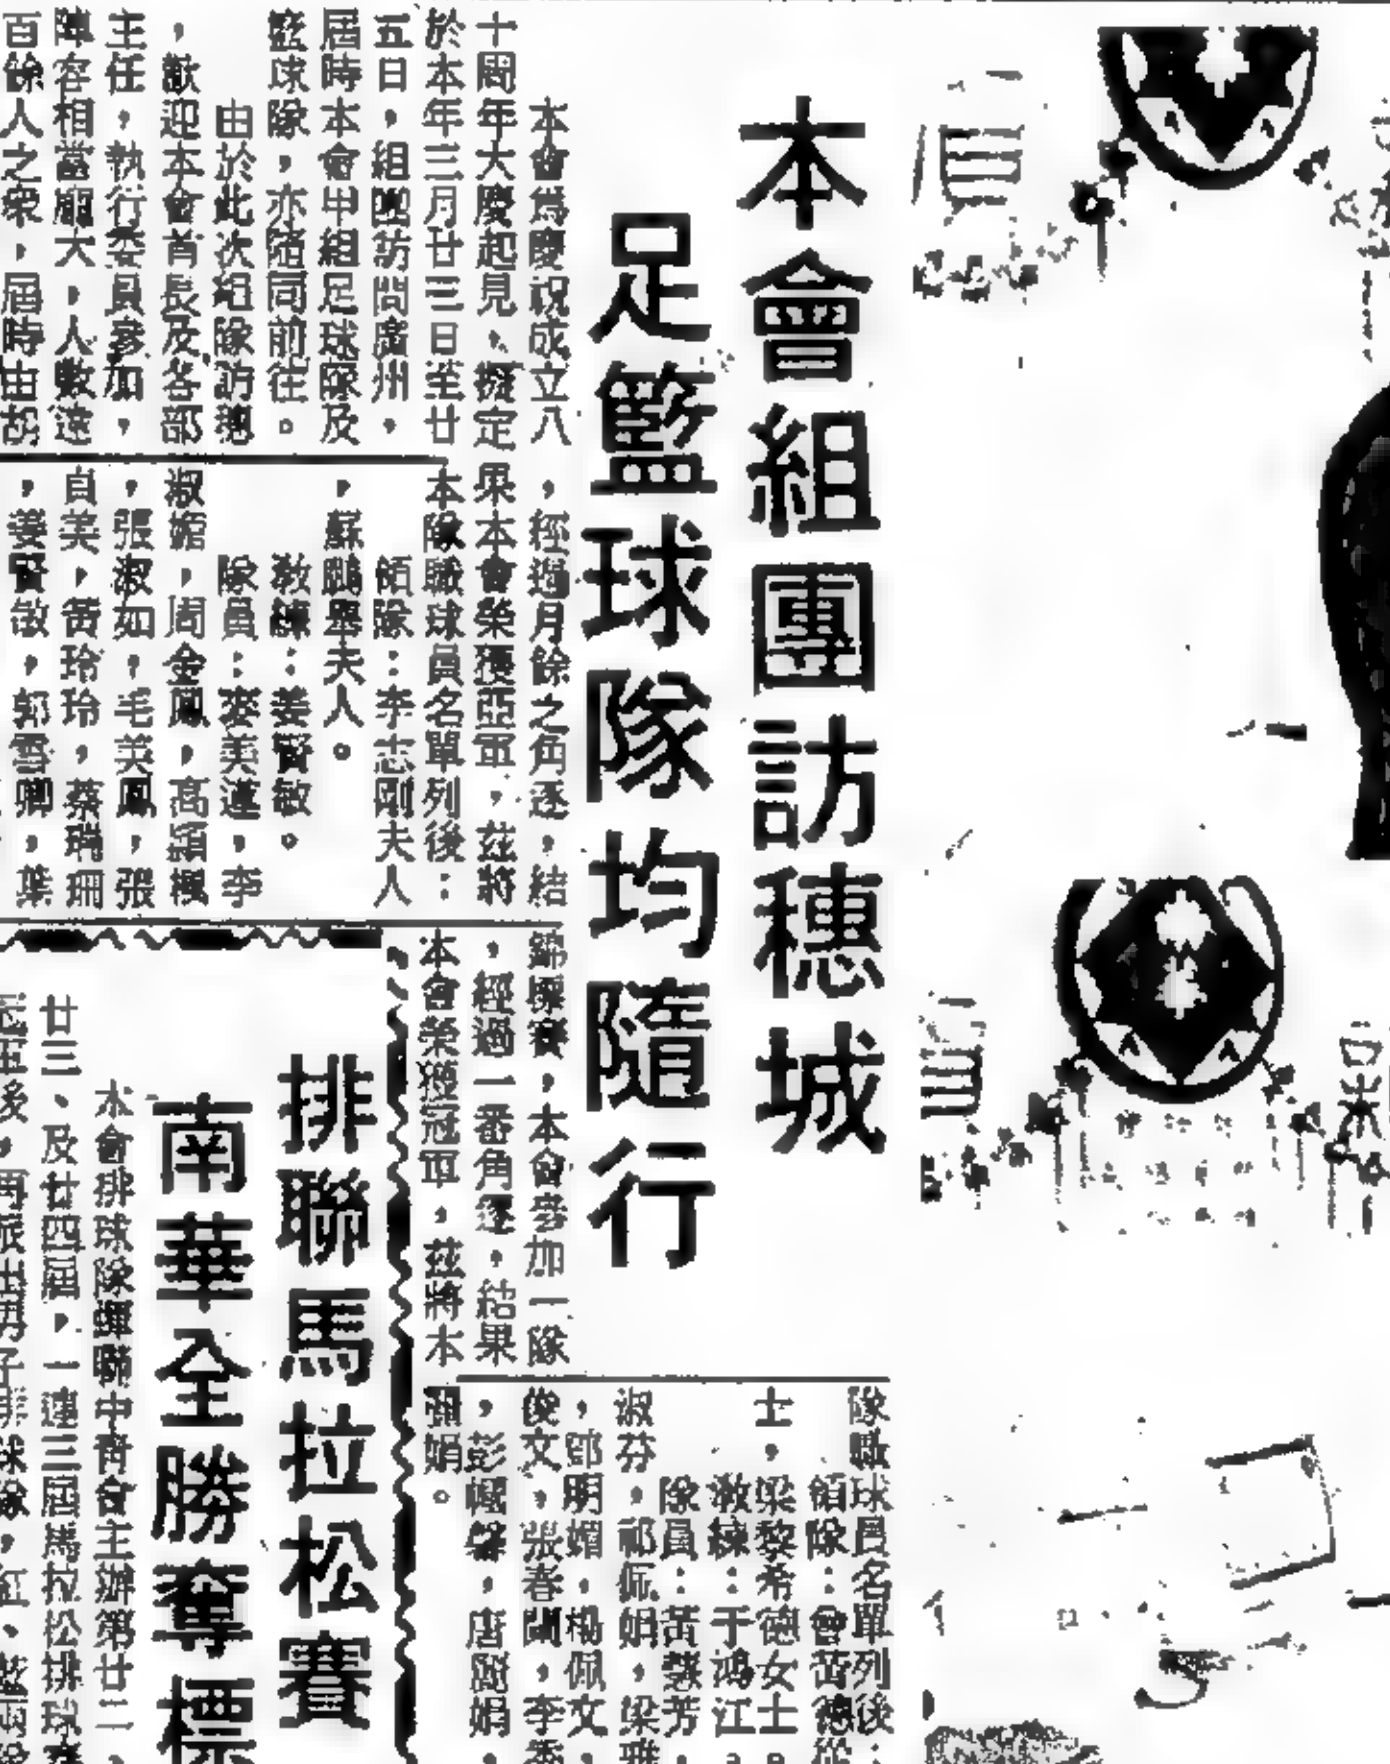 本會組團訪穗城
足籃球隊均隨行
本會爲慶祝成立八
十周年大慶起見，擬定
於本年三月廿三日至廿
五日，組團訪問廣州，
屆時本會甲組足球隊及
籃球隊，亦隨同前往。
由於此次組隊訪穗
，歡迎本會首長及各部
主任，執行委員參加，
陣容相當龐大，人數達
百餘人之衆，屆時由胡
，經過月餘之角逐，結
果本會榮獲亞軍，茲將
本隊職球員名單列後：
領隊：李志剛夫人
，蘇鵬舉夫人。
教練：姜賢敏。
隊員：麥美蓮，李
淑嫦，周金鳳，高
，張淑如，毛美鳳，張
自美，黃玲玲，蔡瑞珊
，姜賢敏，郭雪卿，葉
錦標賽，本會參加一隊
，經過一番角逐，結果
本會榮獲冠軍，茲將本
隊職球員名單列後：
領隊：曾
士，梁黎希德女士。
教練：于鴻江。
隊員：黃慧芳，
淑芬，祁佩娟，梁
，鄧明媚，楊佩文，
俊文，張春蘭，李
，彭幗，唐 娟，
娟。
排聯馬拉松賽
南華全勝奪標
本會排球隊蟬聯中青會主辦第廿二，
廿三、及廿四屆，一連三屆馬拉松排球賽
冠軍後，再派出男子排球隊，紅、藍兩隊